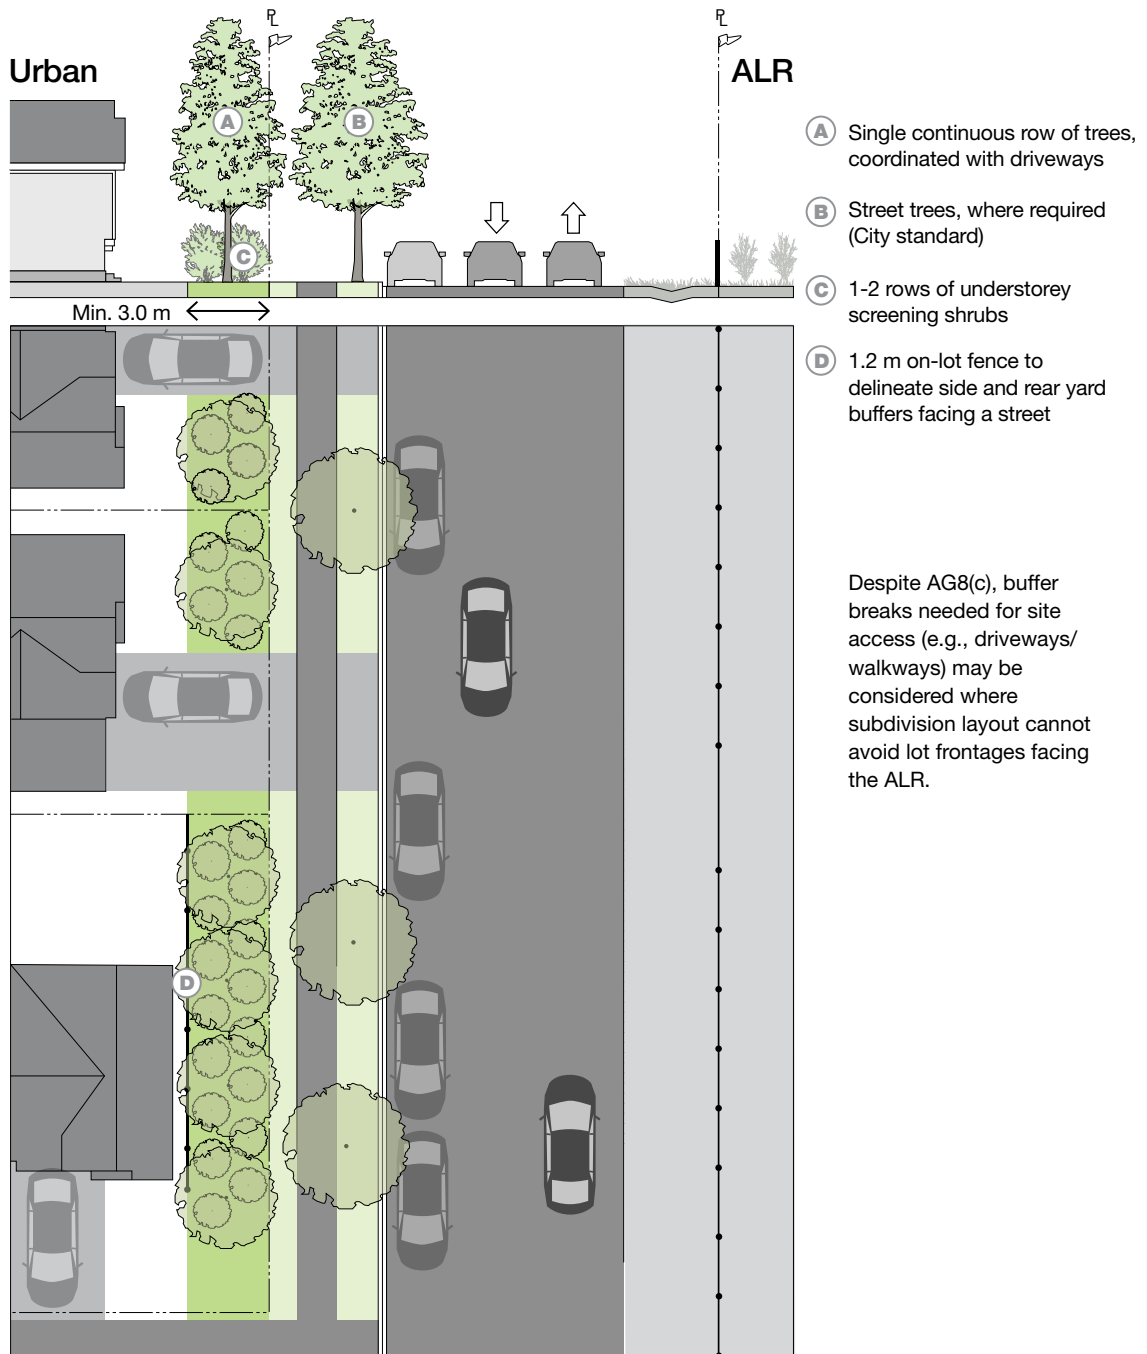 PL
PL
Urban
ALR
A
B
C
Min. 3.0 m
D
A Single continuous row of trees,
coordinated with driveways
B Street trees, where required
(City standard)
C 1-2 rows of understorey
screening shrubs
D 1.2 m on-lot fence to
delineate side and rear yard
buffers facing a street
Despite AG8(c), buffer
breaks needed for site
access (e.g., driveways/
walkways) may be
considered where
subdivision layout cannot
avoid lot frontages facing
the ALR.